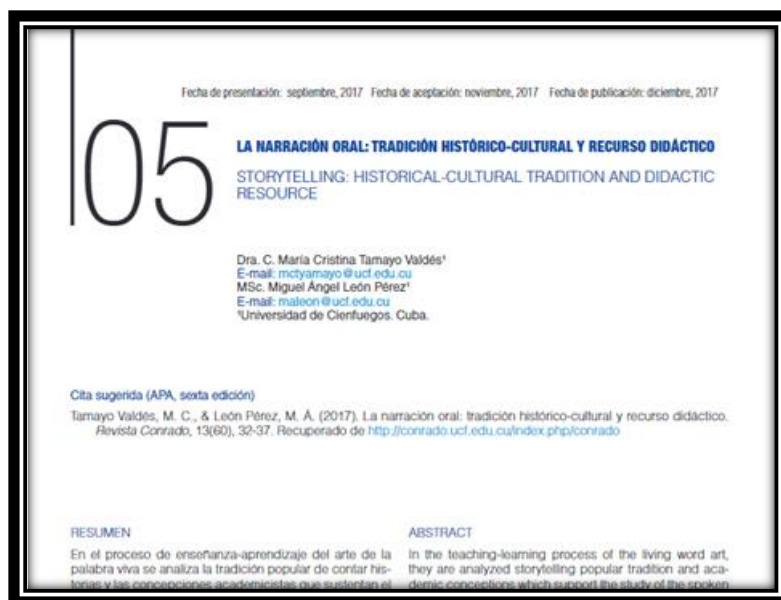 Fecha de presentación: septiembre, 2017 Fecha de aceptación: noviembre, 2017 Fecha de publicación: diciembre, 2017
05
LA NARRACIÓN ORAL: TRADICIÓN HISTÓRICO-CULTURAL Y RECURSO DIDÁCTICO
STORYTELLING: HISTORICAL-CULTURAL TRADITION AND DIDACTIC
RESOURCE
Dra. C. María Cristina Tamayo Valdés¹
E-mail: mctyamayo@ucf.edu.cu
MSc. Miguel Ángel León Pérez¹
E-mail: maleon@ucf.edu.cu
¹Universidad de Cienfuegos. Cuba.
Cita sugerida (APA, sexta edición)
Tamayo Valdés, M. C., & León Pérez, M. Á. (2017). La narración oral: tradición histórico-cultural y recurso didáctico.
Revista Conrado, 13(60), 32-37. Recuperado de http://conrado.ucf.edu.cu/index.php/conrado
RESUMEN
En el proceso de enseñanza-aprendizaje del arte de la
palabra viva se analiza la tradición popular de contar his-
torias y las concepciones academicistas que sustentan el
ABSTRACT
In the teaching-learning process of the living word art,
they are analyzed storytelling popular tradition and aca-
demic conceptions which support the study of the spoken